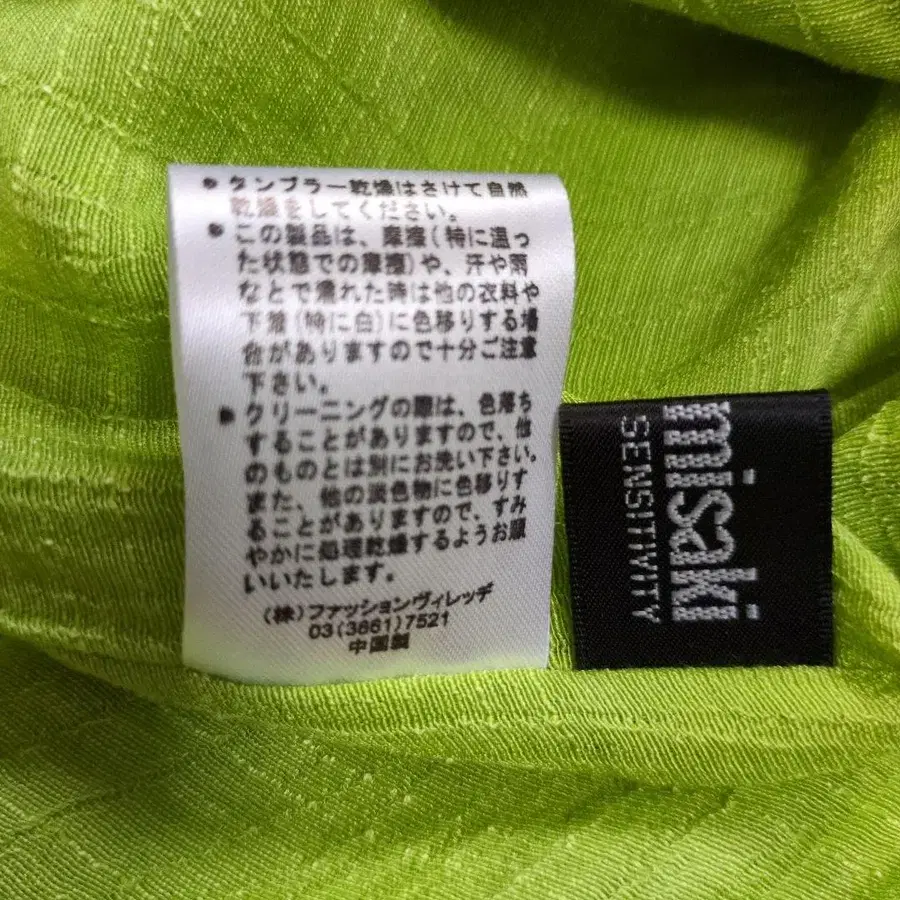 ● タンブラー乾燥はさけて自然
乾燥をしてください。
● この製品は、摩擦(特に湿っ
た状態での摩擦)や、汗や雨
などで濡れた時は他の衣料や
下着(特に白)に色移りする場
合がありますので十分ご注意
下さい。
● クリーニングの際は、色落ち
することがありますので、他
のものとは別にお洗い下さい。
また、他の淡色物に色移りす
ることがありますので、すみ
やかに処理乾燥するようお願
いいたします。
(株)ファッションヴィレッヂ
03(3661)7521
中国製
misaki
SENSITIVITY